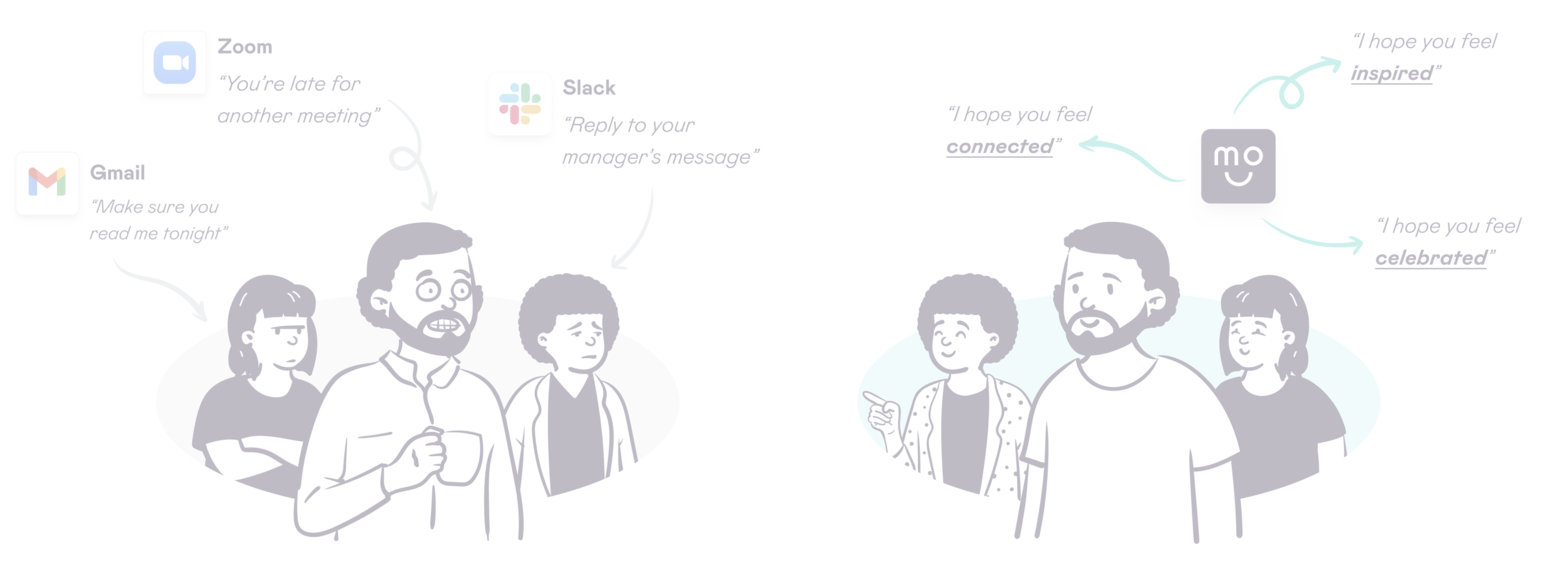 Zoom
“You’re late for
another meeting”
Slack
“Reply to your
manager’s message”
Gmail
“Make sure you
read me tonight”
“I hope you feel
inspired”
“I hope you feel
connected”
mo
“I hope you feel
celebrated”